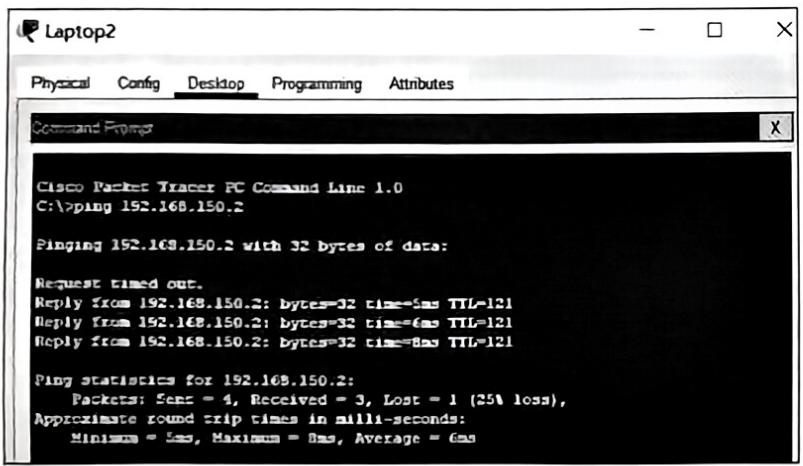 Laptop2
Physical Config Desktop Programming Attributes
Command Prompt
X
Cisco Packet Tracer PC Command Line 1.0
C:\>ping 192.168.150.2
Pinging 192.168.150.2 with 32 bytes of data:
Request timed out.
Reply from 192.168.150.2: bytes=32 time=5ms TTL=121
Reply from 192.168.150.2: bytes=32 time=6ms TTL=121
Reply from 192.168.150.2: bytes=32 time=8ms TTL=121
Ping statistics for 192.168.150.2:
Packets: Sent = 4, Received = 3, Lost = 1 (25% loss),
Approximate round trip times in milli-seconds:
Minimum = 5ms, Maximum = 8ms, Average = 6ms